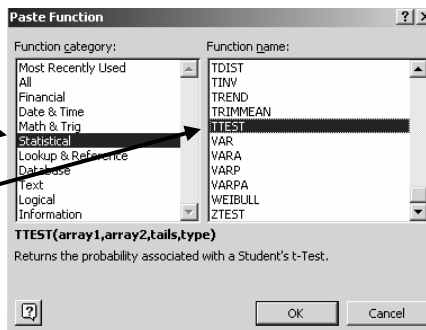 Paste Function
? X
Function category:
Most Recently Used
All
Financial
Date & Time
Math & Trig
Statistical
Lookup & Reference
Database
Text
Logical
Information
Function name:
TDIST
TINV
TREND
TRIMMEAN
TTEST
VAR
VARA
VARP
VARPA
WEIBULL
ZTEST
TTEST(array1,array2,tails,type)
Returns the probability associated with a Student's t-Test.
?
OK
Cancel